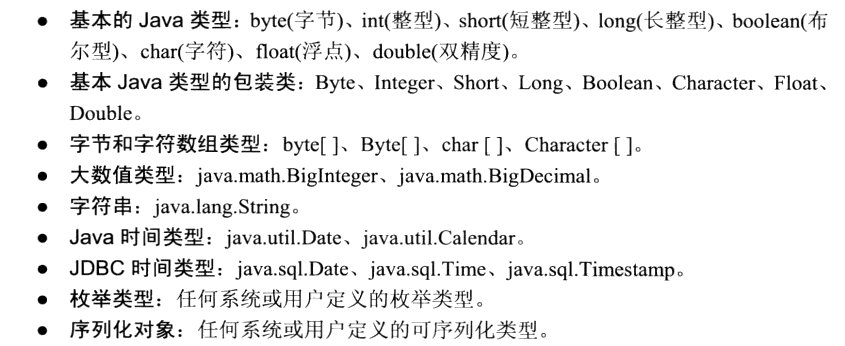 ● 基本的 Java 类型：byte(字节)、int(整型)、short(短整型)、long(长整型)、boolean(布
尔型)、char(字符)、float(浮点)、double(双精度)。
● 基本 Java 类型的包装类：Byte、Integer、Short、Long、Boolean、Character、Float、
Double。
● 字节和字符数组类型：byte[ ]、Byte[ ]、char [ ]、Character [ ]。
● 大数值类型：java.math.BigInteger、java.math.BigDecimal。
● 字符串：java.lang.String。
● Java 时间类型：java.util.Date、java.util.Calendar。
● JDBC 时间类型：java.sql.Date、java.sql.Time、java.sql.Timestamp。
● 枚举类型：任何系统或用户定义的枚举类型。
● 序列化对象：任何系统或用户定义的可序列化类型。